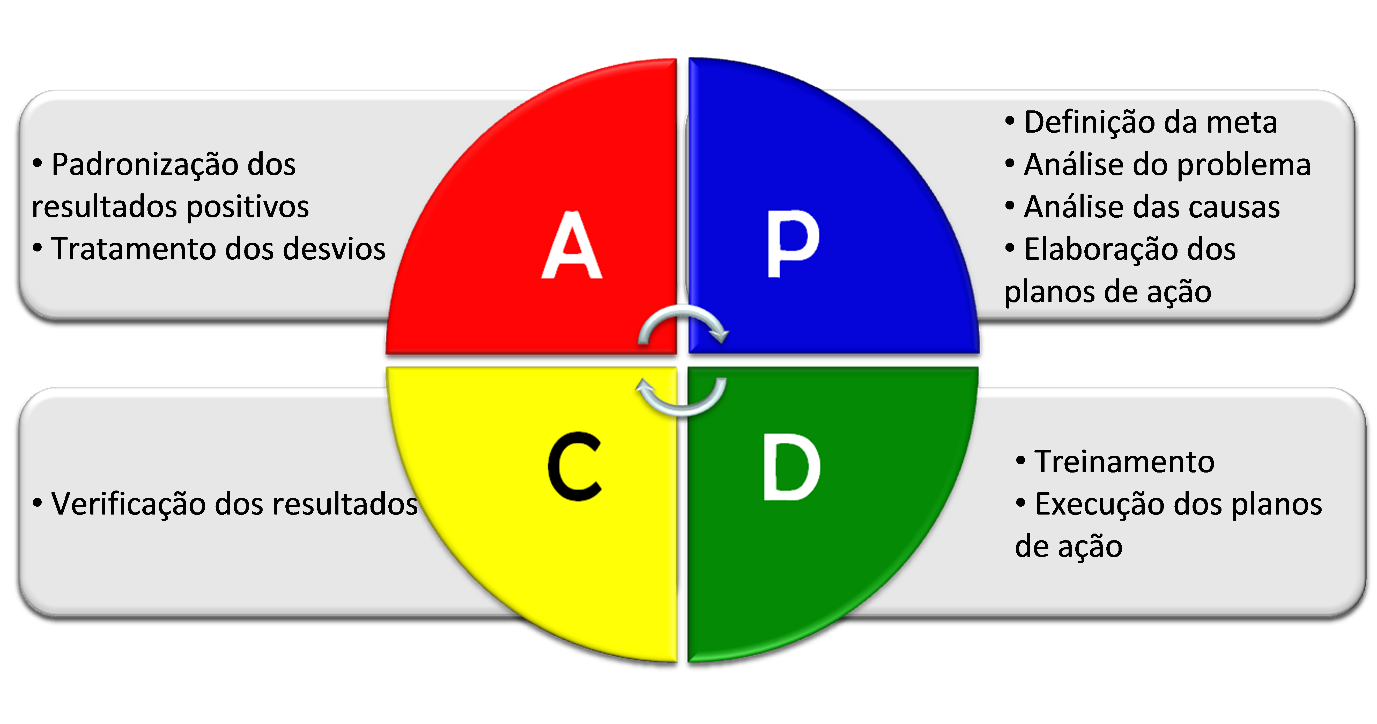 • Padronização dos
resultados positivos
• Tratamento dos desvios
A
P
• Definição da meta
• Análise do problema
• Análise das causas
• Elaboração dos
planos de ação
• Verificação dos resultados
C
D
• Treinamento
• Execução dos planos
de ação